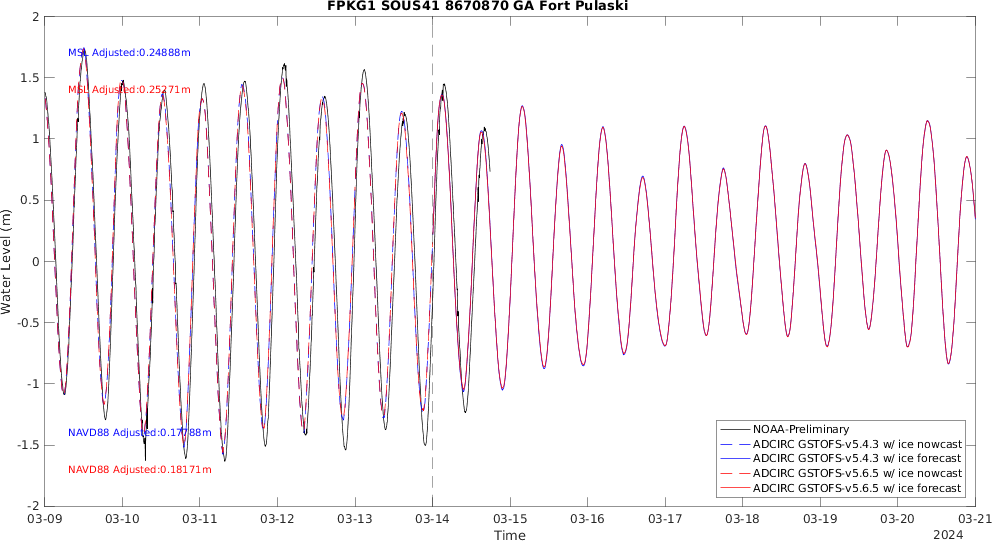 FPKG1 SOUS41 8670870 GA Fort Pulaski
2
1.5
1
0.5
0
-0.5
-1
-1.5
-2
Water Level (m)
MSL Adjusted:0.24888m
MSL Adjusted:0.25271m
NAVD88 Adjusted:0.17788m
NAVD88 Adjusted:0.18171m
NOAA-Preliminary
ADCIRC GSTOFS-v5.4.3 w/ ice nowcast
ADCIRC GSTOFS-v5.4.3 w/ ice forecast
ADCIRC GSTOFS-v5.6.5 w/ ice nowcast
ADCIRC GSTOFS-v5.6.5 w/ ice forecast
03-09 03-10 03-11 03-12 03-13 03-14 03-15 03-16 03-17 03-18 03-19 03-20 03-21
Time
2024